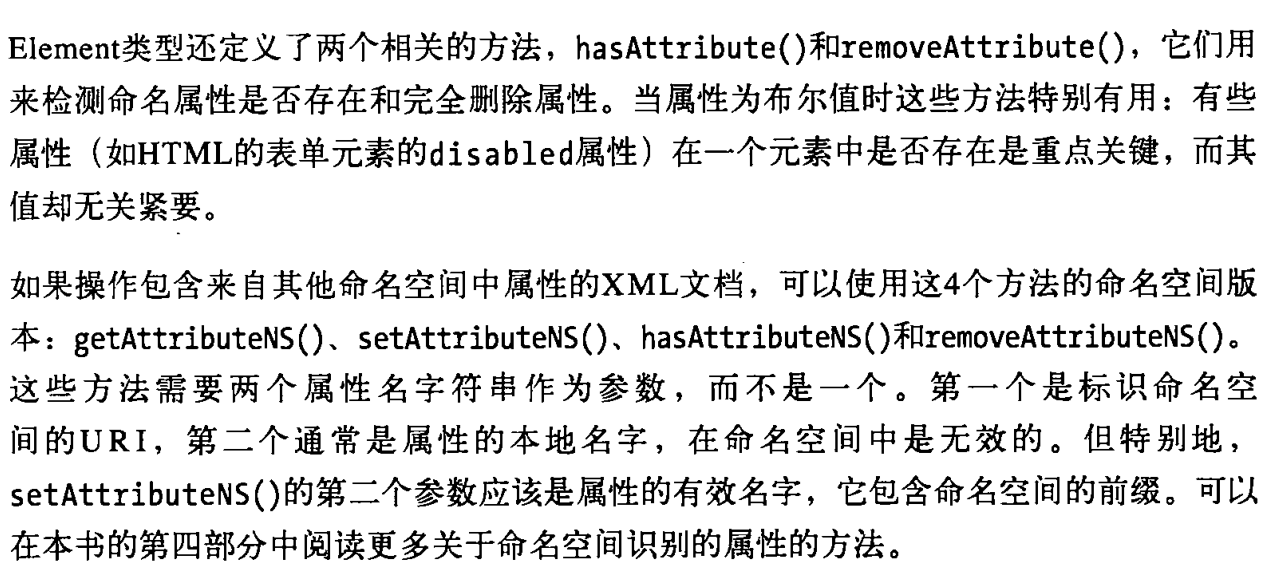 Element类型还定义了两个相关的方法，hasAttribute()和removeAttribute()，它们用
来检测命名属性是否存在和完全删除属性。当属性为布尔值时这些方法特别有用：有些
属性（如HTML的表单元素的disabled属性）在一个元素中是否存在是重点关键，而其
值却无关紧要。
如果操作包含来自其他命名空间中属性的XML文档，可以使用这4个方法的命名空间版
本：getAttributeNS()、setAttributeNS()、hasAttributeNS()和removeAttributeNS()。
这些方法需要两个属性名字符串作为参数，而不是一个。第一个是标识命名空
间的URI，第二个通常是属性的本地名字，在命名空间中是无效的。但特别地，
setAttributeNS()的第二个参数应该是属性的有效名字，它包含命名空间的前缀。可以
在本书的第四部分中阅读更多关于命名空间识别的属性的方法。